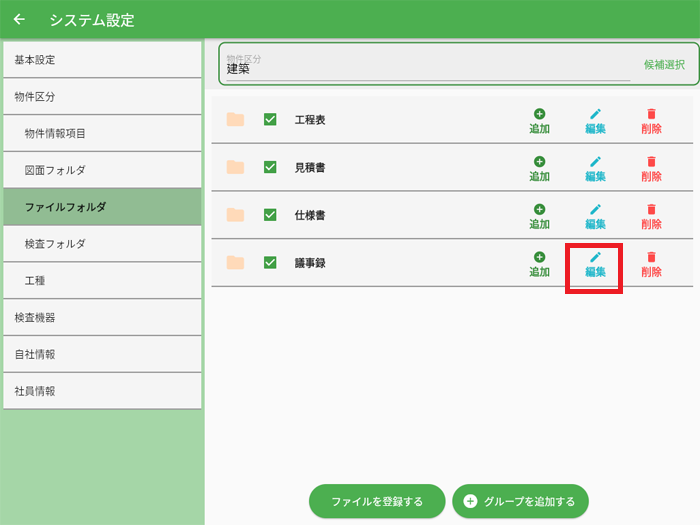 システム設定
基本設定
物件区分
物件情報項目
図面フォルダ
ファイルフォルダ
検査フォルダ
工種
検査機器
自社情報
社員情報
物件区分
建築
候補選択
工程表 追加 編集 削除
見積書 追加 編集 削除
仕様書 追加 編集 削除
議事録 追加 編集 削除
ファイルを登録する グループを追加する